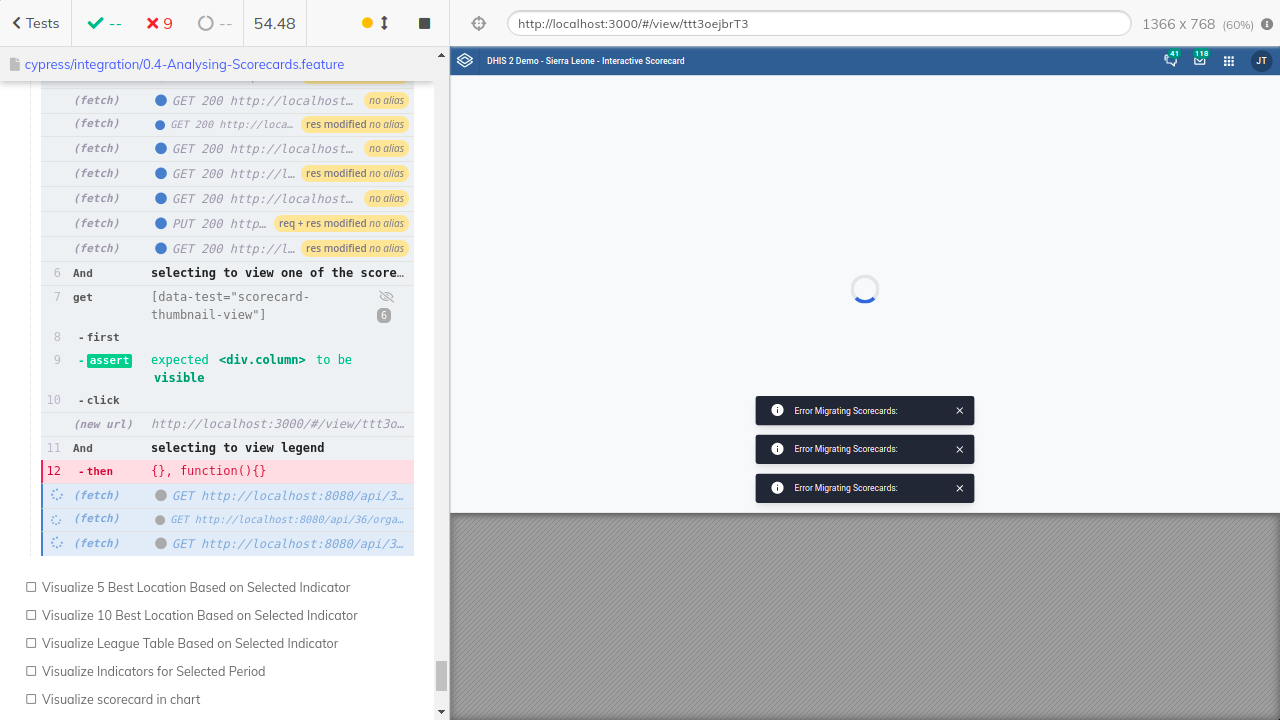 Tests
--
9
--
54.48
http://localhost:3000/#/view/ttt3oejbrT3
1366 x 768 (60%)
cypress/integration/0.4-Analysing-Scorecards.feature
DHIS 2 Demo - Sierra Leone - Interactive Scorecard
41
118
JT
(fetch) GET 200 http://localhost… no alias
(fetch) GET 200 http://loca… res modified no alias
(fetch) GET 200 http://localhost… no alias
(fetch) GET 200 http://l… res modified no alias
(fetch) GET 200 http://localhost… no alias
(fetch) PUT 200 http… req + res modified no alias
(fetch) GET 200 http://l… res modified no alias
6 And selecting to view one of the score…
7 get [data-test="scorecard-
thumbnail-view"] 6
8 -first
9 -assert expected <div.column> to be
visible
10 -click
(new url) http://localhost:3000/#/view/ttt3o…
11 And selecting to view legend
12 -then {}, function(){}
(fetch) GET http://localhost:8080/api/3…
(fetch) GET http://localhost:8080/api/36/orga…
(fetch) GET http://localhost:8080/api/3…
Visualize 5 Best Location Based on Selected Indicator
Visualize 10 Best Location Based on Selected Indicator
Visualize League Table Based on Selected Indicator
Visualize Indicators for Selected Period
Visualize scorecard in chart
Error Migrating Scorecards:
Error Migrating Scorecards:
Error Migrating Scorecards: